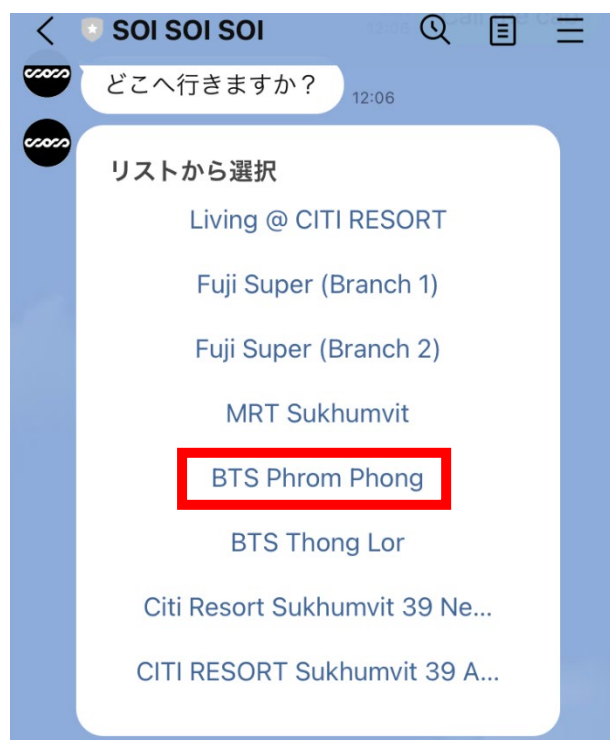 SOI SOI SOI
どこへ行きますか？
12:06
リストから選択
Living @ CITI RESORT
Fuji Super (Branch 1)
Fuji Super (Branch 2)
MRT Sukhumvit
BTS Phrom Phong
BTS Thong Lor
Citi Resort Sukhumvit 39 Ne...
CITI RESORT Sukhumvit 39 A...